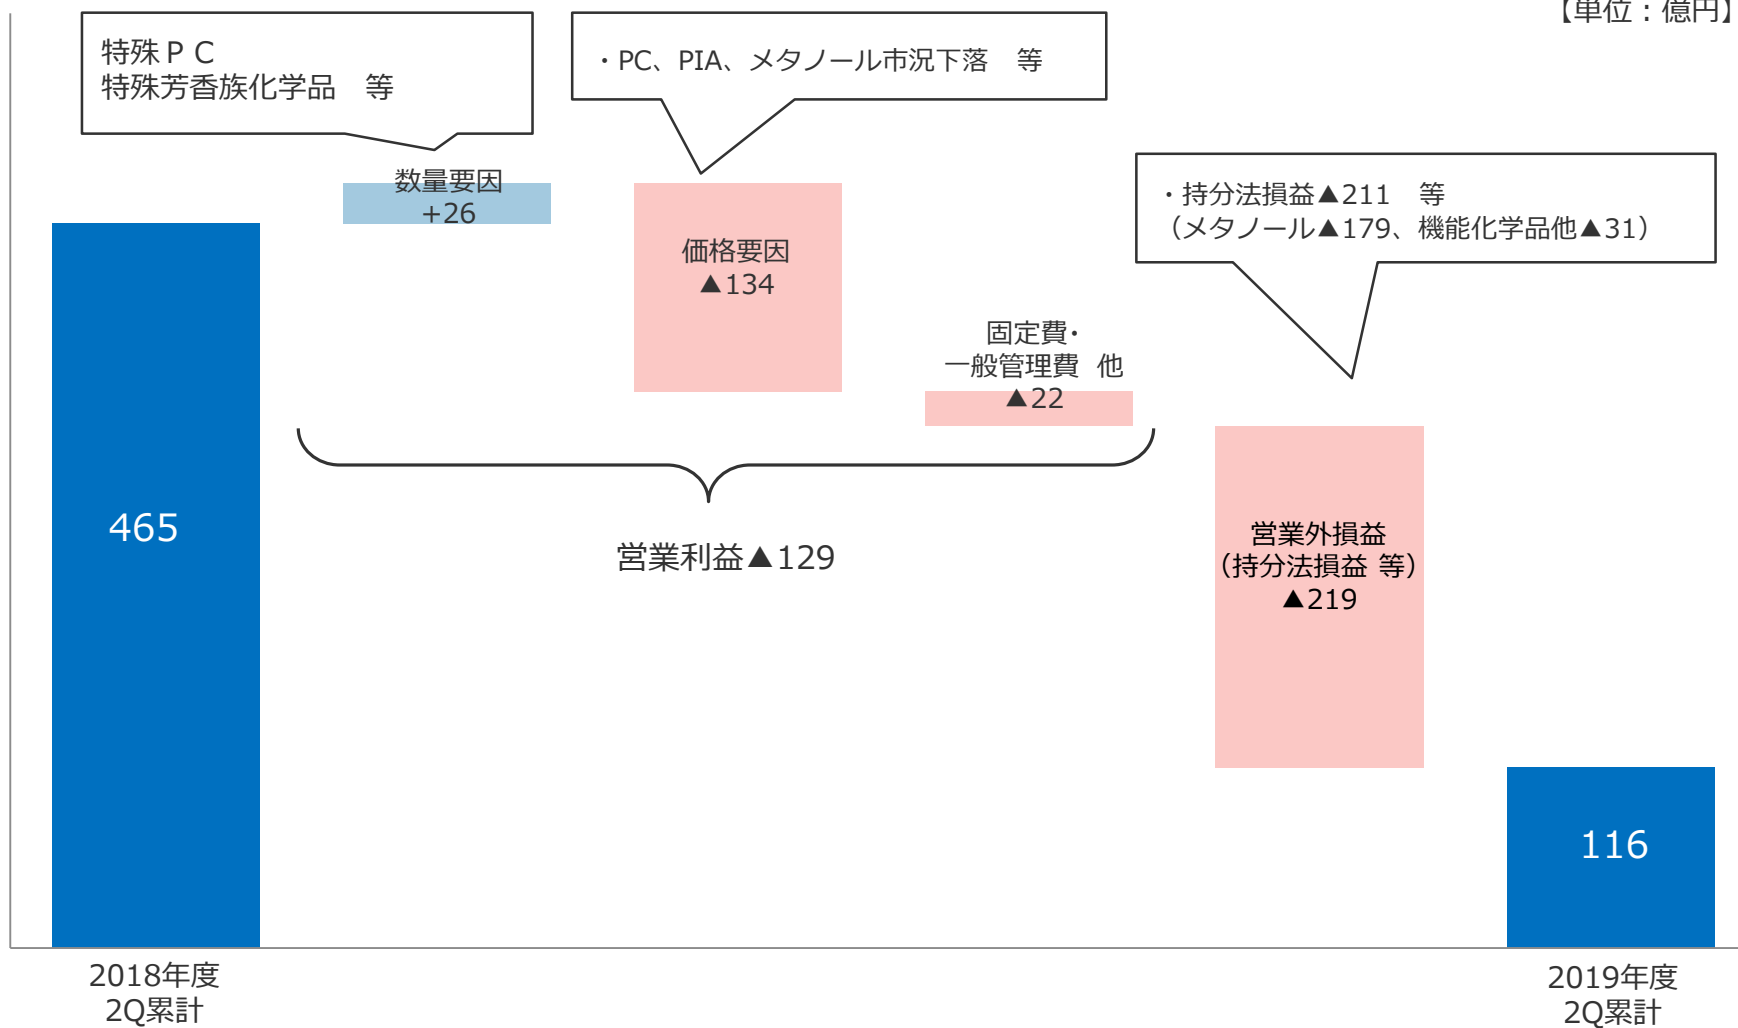 【単位：億円】
特殊ＰＣ
特殊芳香族化学品　等
・PC、PIA、メタノール市況下落　等
・持分法損益▲211　等
（メタノール▲179、機能化学品他▲31）
数量要因
+26
価格要因
▲134
固定費・
一般管理費 他
▲22
465
営業利益▲129
営業外損益
（持分法損益 等）
▲219
116
2018年度
2Q累計
2019年度
2Q累計